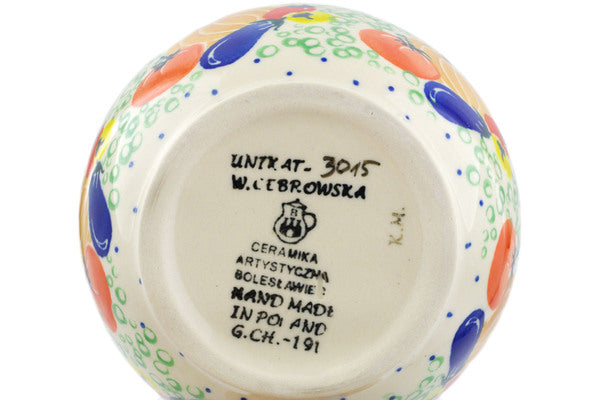 UNIKAT-3015
W.CEBROWSKA
B
CERAMIKA
ARTYSTYCZNA
BOLESŁAWIEC
HAND MADE
IN POLAND
G.CH.-191
K.M.